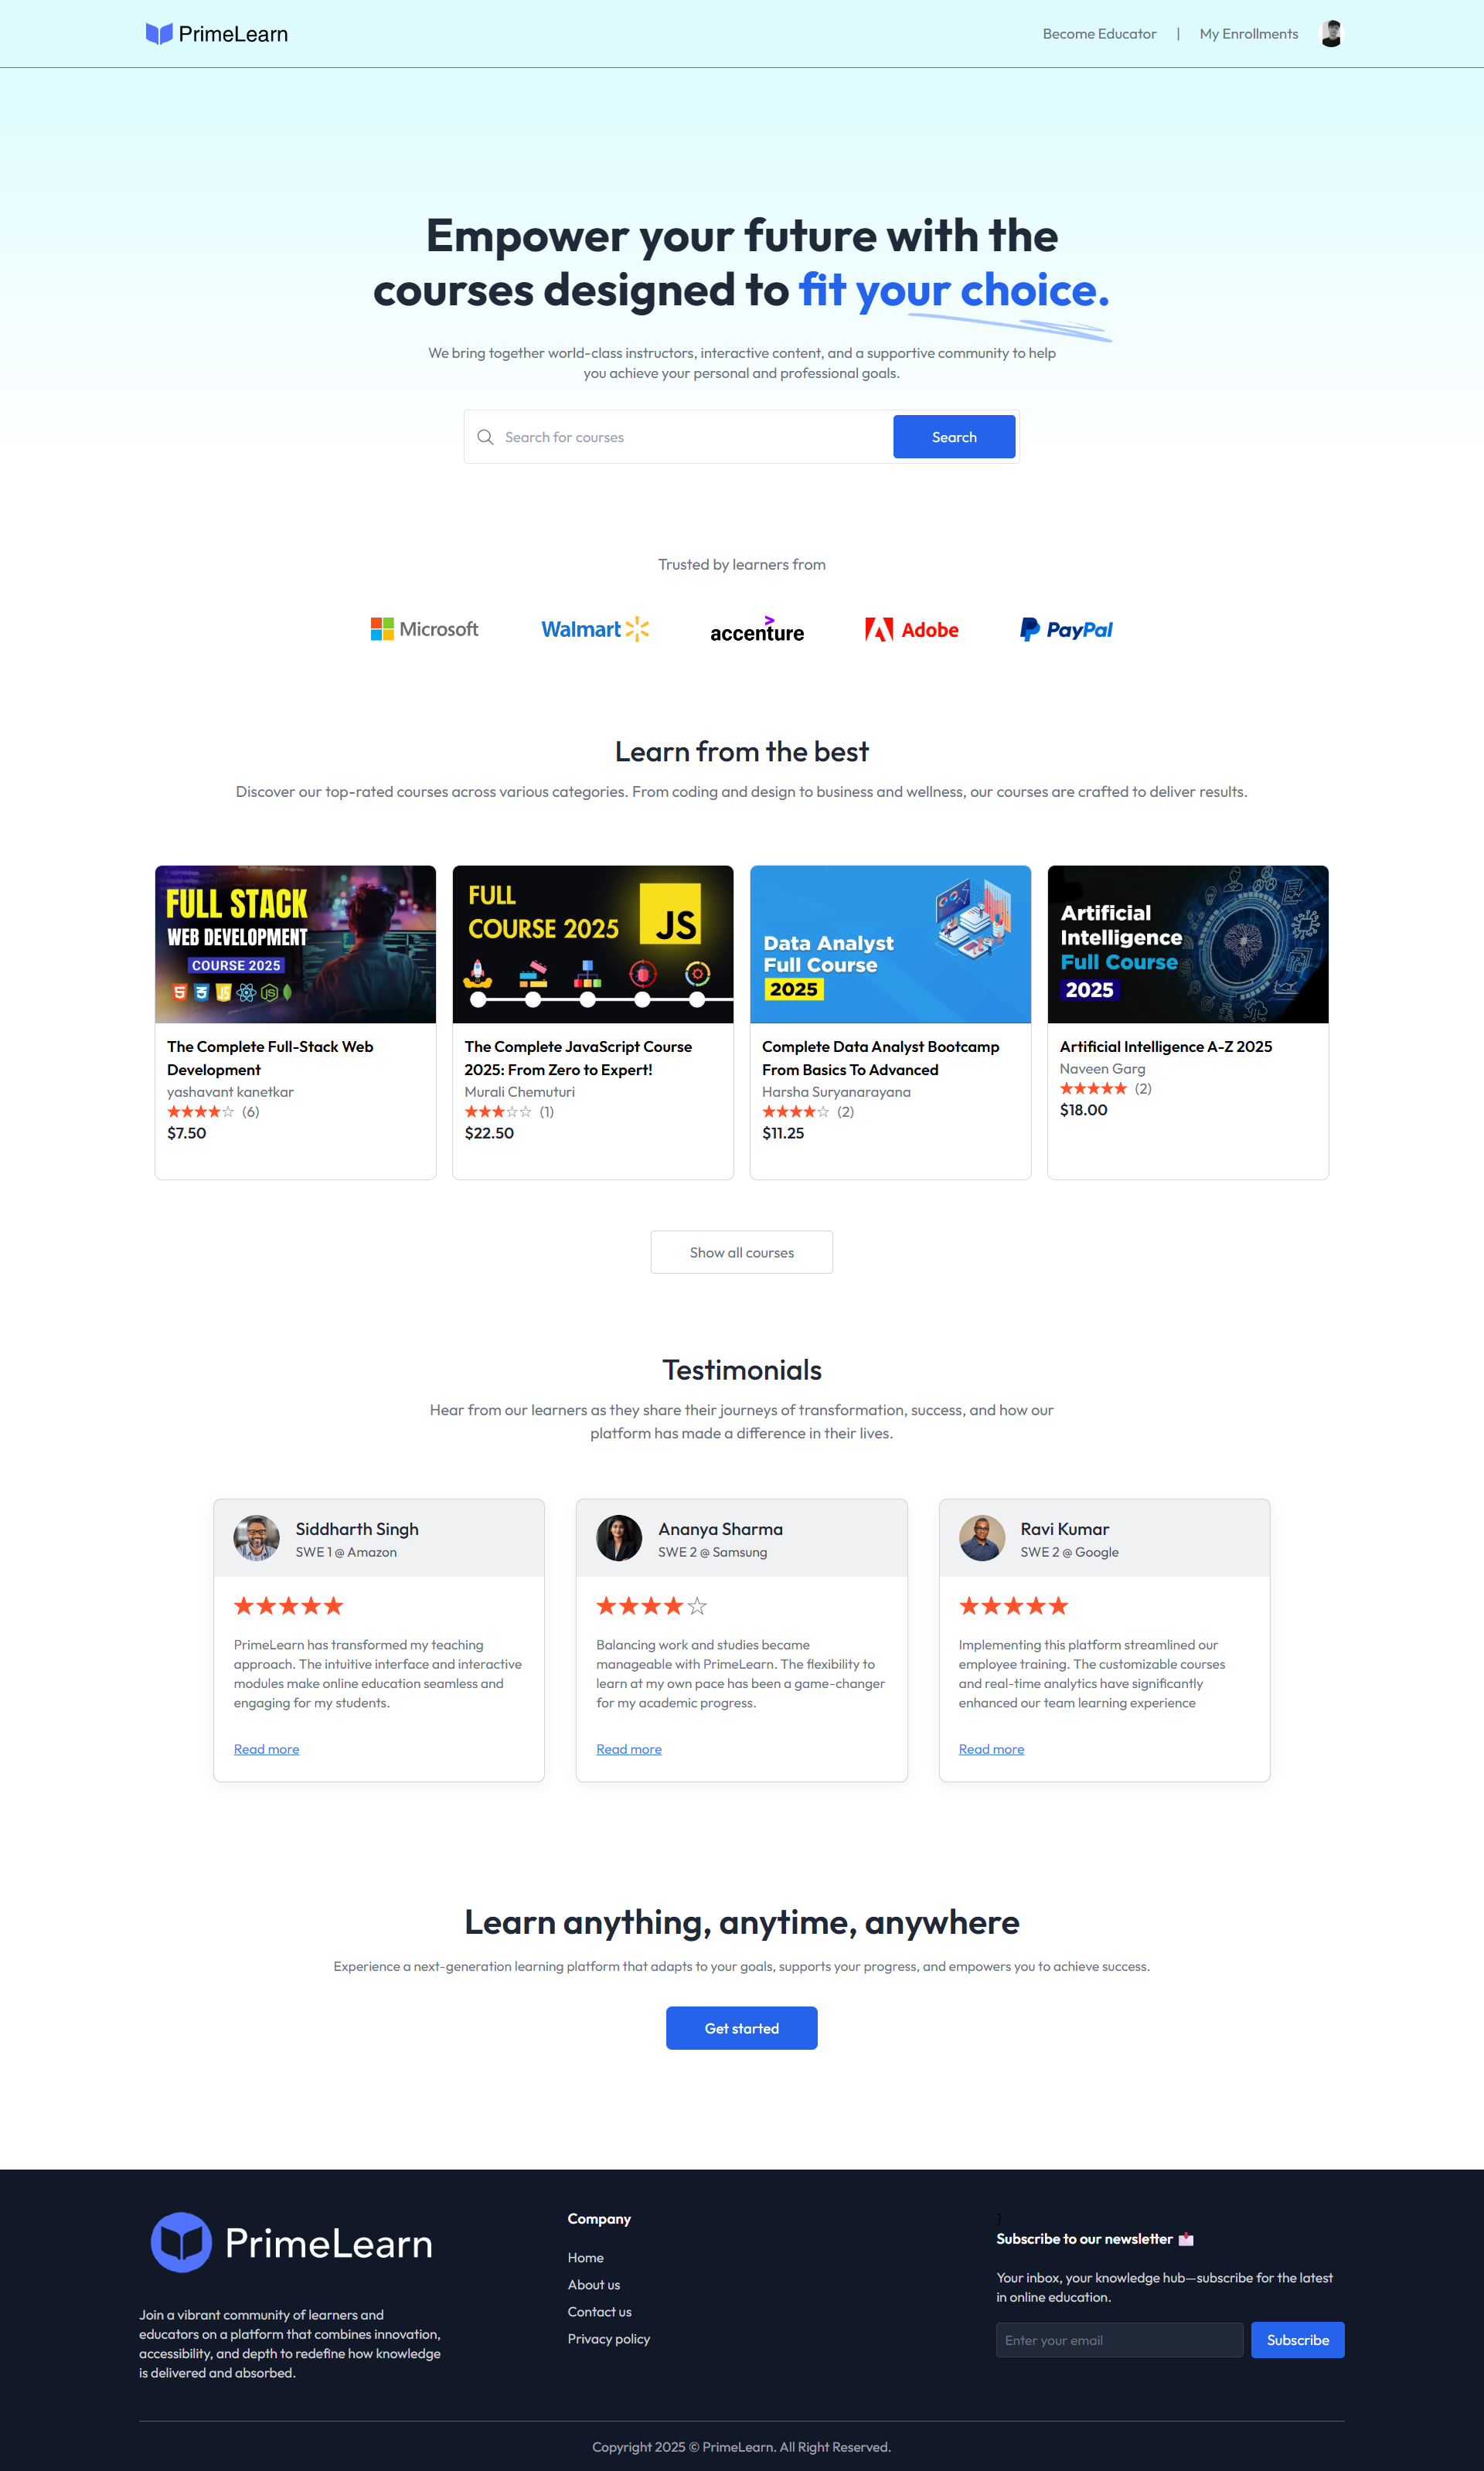 PrimeLearn
Become Educator | My Enrollments
Empower your future with the
courses designed to fit your choice.
We bring together world-class instructors, interactive content, and a supportive community to help
you achieve your personal and professional goals.
Search for courses
Search
Trusted by learners from
Microsoft
Walmart
accenture
Adobe
PayPal
Learn from the best
Discover our top-rated courses across various categories. From coding and design to business and wellness, our courses are crafted to deliver results.
FULL STACK
WEB DEVELOPMENT
COURSE 2025
The Complete Full-Stack Web
Development
yashavant kanetkar
(6)
$7.50
FULL
COURSE 2025
JS
The Complete JavaScript Course
2025: From Zero to Expert!
Murali Chemuturi
(1)
$22.50
Data Analyst
Full Course
2025
Complete Data Analyst Bootcamp
From Basics To Advanced
Harsha Suryanarayana
(2)
$11.25
Artificial
Intelligence
Full Course
2025
Artificial Intelligence A-Z 2025
Naveen Garg
(2)
$18.00
Show all courses
Testimonials
Hear from our learners as they share their journeys of transformation, success, and how our
platform has made a difference in their lives.
Siddharth Singh
SWE 1 @ Amazon
PrimeLearn has transformed my teaching
approach. The intuitive interface and interactive
modules make online education seamless and
engaging for my students.
Read more
Ananya Sharma
SWE 2 @ Samsung
Balancing work and studies became
manageable with PrimeLearn. The flexibility to
learn at my own pace has been a game-changer
for my academic progress.
Read more
Ravi Kumar
SWE 2 @ Google
Implementing this platform streamlined our
employee training. The customizable courses
and real-time analytics have significantly
enhanced our team learning experience
Read more
Learn anything, anytime, anywhere
Experience a next-generation learning platform that adapts to your goals, supports your progress, and empowers you to achieve success.
Get started
PrimeLearn
Join a vibrant community of learners and
educators on a platform that combines innovation,
accessibility, and depth to redefine how knowledge
is delivered and absorbed.
Company
Home
About us
Contact us
Privacy policy
]
Subscribe to our newsletter 📩
Your inbox, your knowledge hub—subscribe for the latest
in online education.
Enter your email
Subscribe
Copyright 2025 © PrimeLearn. All Right Reserved.